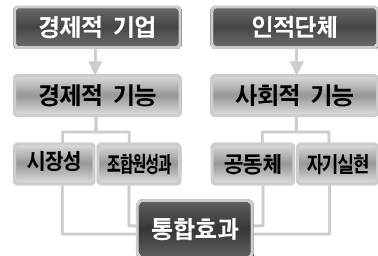 경제적 기업
인적단체
경제적 기능
사회적 기능
시장성
조합원성과
공동체
자기실현
통합효과